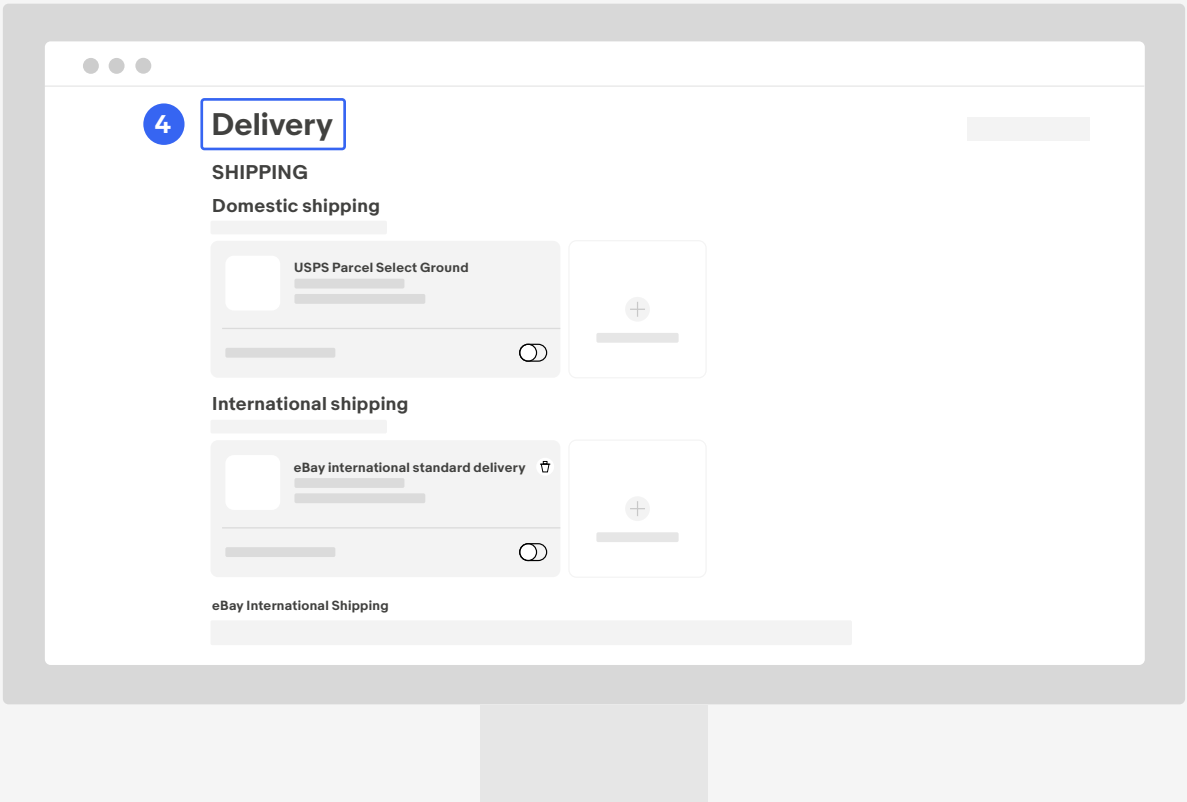 4
Delivery
SHIPPING
Domestic shipping
USPS Parcel Select Ground
International shipping
eBay international standard delivery
eBay International Shipping